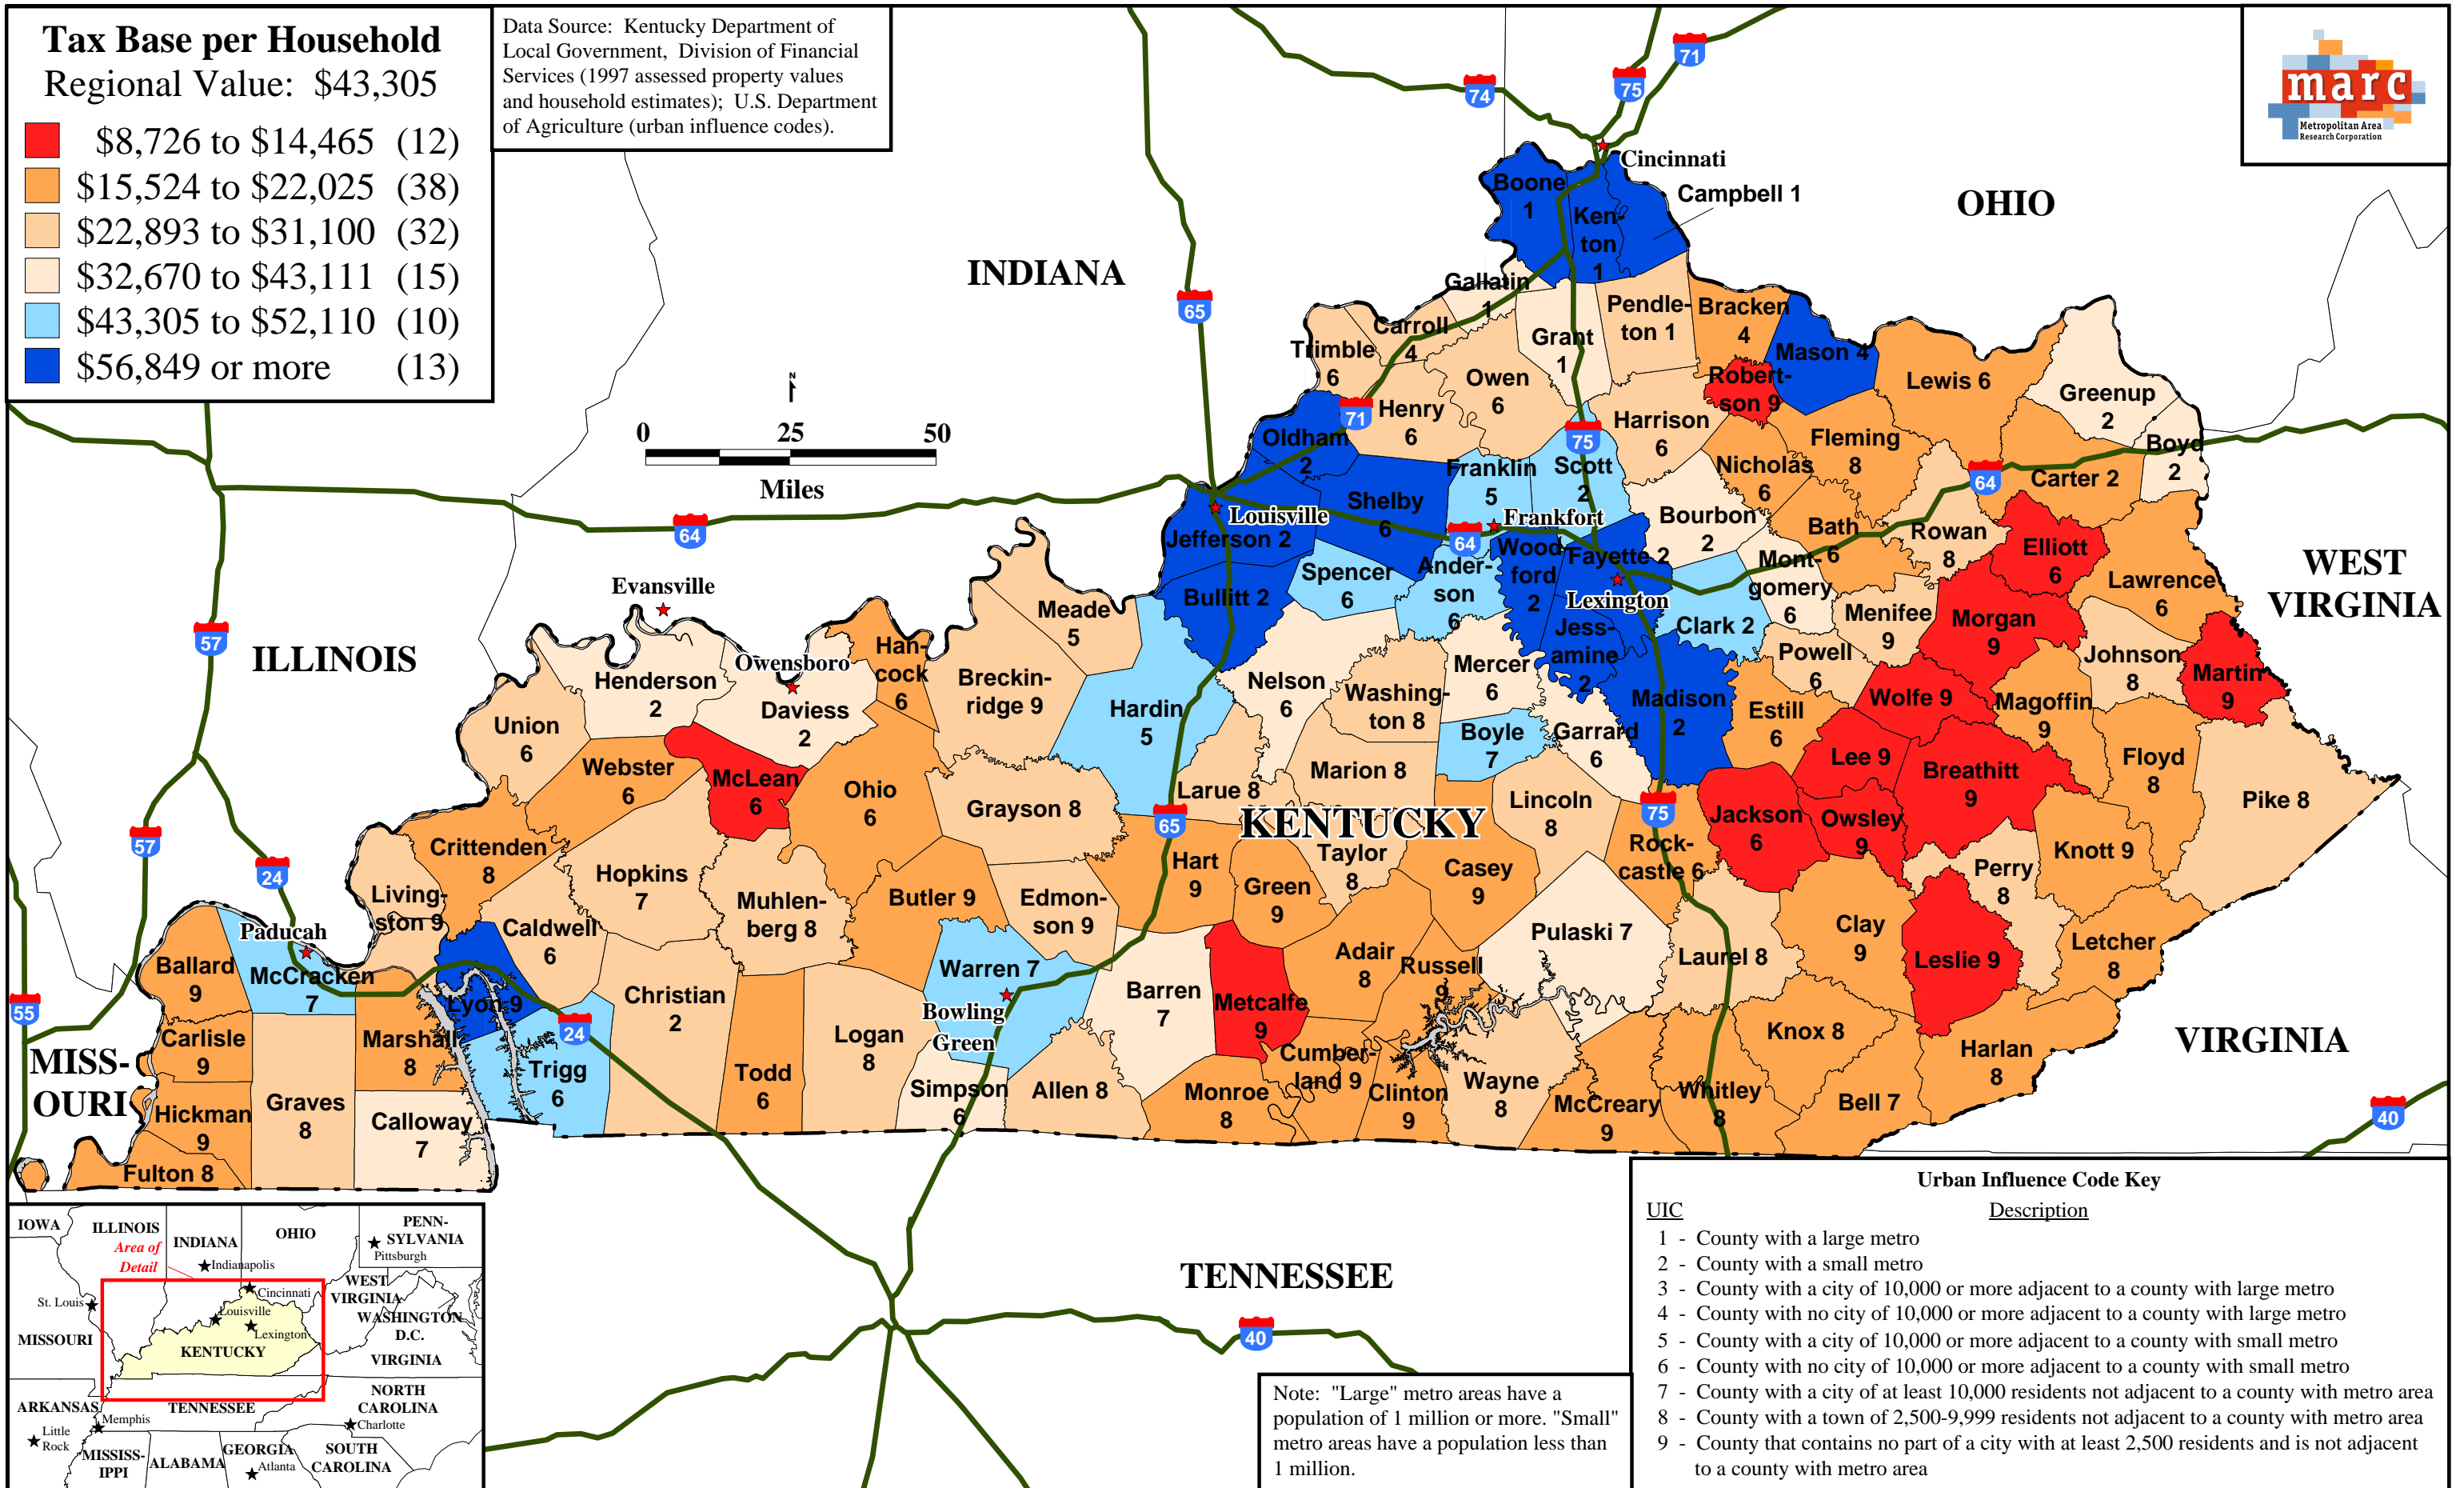 Tax Base per Household
Regional Value: $43,305
$8,726 to $14,465 (12)
$15,524 to $22,025 (38)
$22,893 to $31,100 (32)
$32,670 to $43,111 (15)
$43,305 to $52,110 (10)
$56,849 or more (13)
Data Source: Kentucky Department of
Local Government, Division of Financial
Services (1997 assessed property values
and household estimates); U.S. Department
of Agriculture (urban influence codes).
marc
Metropolitan Area
Research Corporation
N
0 25 50
Miles
INDIANA
OHIO
ILLINOIS
WEST
VIRGINIA
VIRGINIA
TENNESSEE
MISS-
OURI
KENTUCKY
71
75
74
65
71
75
64
64
64
57
57
24
55
65
75
24
40
40
Cincinnati
Louisville
Frankfort
Lexington
Evansville
Owensboro
Paducah
Bowling
Green
Boone
1
Ken-
ton
1
Campbell 1
Gallatin
1
Carroll
4
Trimble
6
Grant
1
Pendle-
ton 1
Bracken
4
Mason 4
Robert-
son 9
Lewis 6
Greenup
2
Boyd
2
Owen
6
Henry
6
Oldham
2
Harrison
6
Fleming
8
Nicholas
6
Carter 2
Franklin
5
Scott
2
Shelby
6
Jefferson 2
Bourbon
2
Bath
6
Rowan
8
Elliott
6
Lawrence
6
Spencer
6
Ander-
son
6
Wood-
ford
2
Fayette 2
Mont-
gomery
6
Menifee
9
Morgan
9
Bullitt 2
Meade
5
Jess-
amine
2
Clark 2
Powell
6
Johnson
8
Martin
9
Han-
cock
6
Breckin-
ridge 9
Henderson
2
Daviess
2
Union
6
Hardin
5
Nelson
6
Washing-
ton 8
Mercer
6
Madison
2
Estill
6
Wolfe 9
Magoffin
9
Boyle
7
Garrard
6
Lee 9
Breathitt
9
Floyd
8
Pike 8
Webster
6
McLean
6
Ohio
6
Grayson 8
Larue 8
Marion 8
Lincoln
8
Jackson
6
Owsley
9
Rock-
castle 6
Crittenden
8
Hopkins
7
Muhlen-
berg 8
Butler 9
Edmon-
son 9
Hart
9
Green
9
Taylor
8
Casey
9
Perry
8
Knott 9
Living-
ston 9
Caldwell
6
Pulaski 7
Laurel 8
Clay
9
Leslie 9
Letcher
8
Ballard
9
McCracken
7
Lyon 9
Christian
2
Warren 7
Barren
7
Metcalfe
9
Adair
8
Russell
9
Carlisle
9
Marshall
8
Trigg
6
Todd
6
Logan
8
Simpson
6
Allen 8
Monroe
8
Cumber-
land 9
Clinton
9
Wayne
8
McCreary
9
Whitley
8
Knox 8
Bell 7
Harlan
8
Hickman
9
Graves
8
Calloway
7
Fulton 8
IOWA
ILLINOIS
INDIANA
OHIO
PENN-
SYLVANIA
Pittsburgh
Area of
Detail
Indianapolis
Cincinnati
WEST
VIRGINIA
St. Louis
Louisville
Lexington
WASHINGTON
D.C.
MISSOURI
KENTUCKY
VIRGINIA
ARKANSAS
TENNESSEE
NORTH
CAROLINA
Memphis
Charlotte
Little
Rock
MISSISS-
IPPI
ALABAMA
GEORGIA
Atlanta
SOUTH
CAROLINA
Note: "Large" metro areas have a
population of 1 million or more. "Small"
metro areas have a population less than
1 million.
Urban Influence Code Key
UIC Description
1 - County with a large metro
2 - County with a small metro
3 - County with a city of 10,000 or more adjacent to a county with large metro
4 - County with no city of 10,000 or more adjacent to a county with large metro
5 - County with a city of 10,000 or more adjacent to a county with small metro
6 - County with no city of 10,000 or more adjacent to a county with small metro
7 - County with a city of at least 10,000 residents not adjacent to a county with metro area
8 - County with a town of 2,500-9,999 residents not adjacent to a county with metro area
9 - County that contains no part of a city with at least 2,500 residents and is not adjacent
to a county with metro area